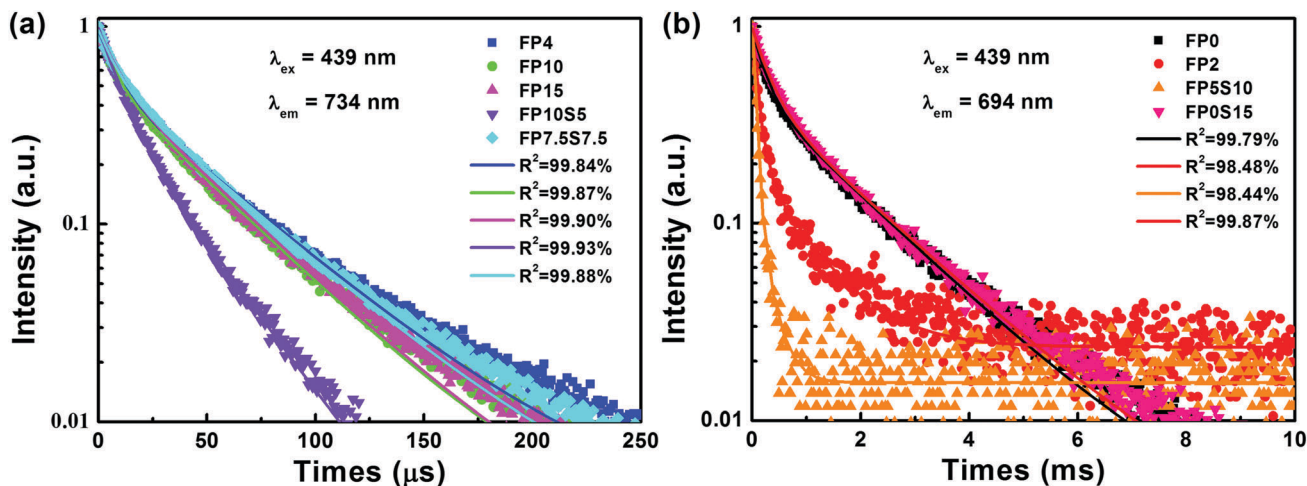 (a)
Intensity (a.u.)
1
0.1
0.01
λex = 439 nm
λem = 734 nm
FP4
FP10
FP15
FP10S5
FP7.5S7.5
R²=99.84%
R²=99.87%
R²=99.90%
R²=99.93%
R²=99.88%
0 50 100 150 200 250
Times (μs)
(b)
Intensity (a.u.)
1
0.1
0.01
λex = 439 nm
λem = 694 nm
FP0
FP2
FP5S10
FP0S15
R²=99.79%
R²=98.48%
R²=98.44%
R²=99.87%
0 2 4 6 8 10
Times (ms)